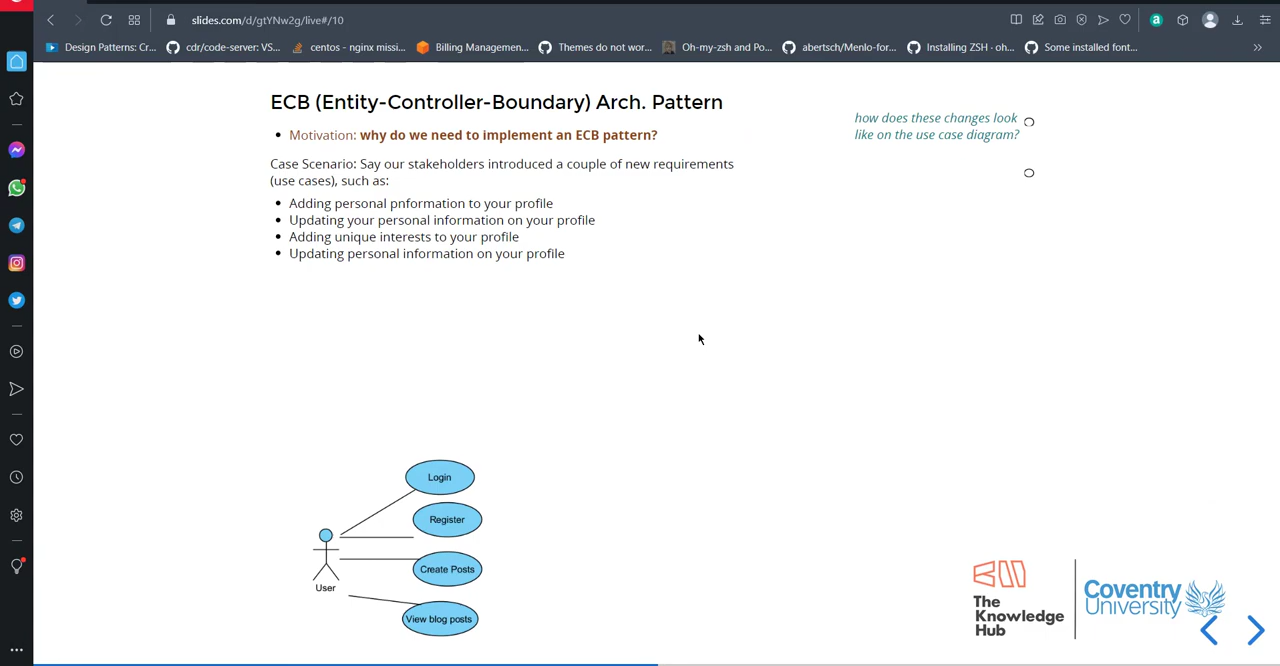 slides.com/d/gtYNw2g/live#/10
Design Patterns: Cr...
cdr/code-server: VS...
centos - nginx missi...
Billing Managemen...
Themes do not wor...
Oh-my-zsh and Po...
abertsch/Menlo-for...
Installing ZSH · oh...
Some installed font...
ECB (Entity-Controller-Boundary) Arch. Pattern
Motivation: why do we need to implement an ECB pattern?
Case Scenario: Say our stakeholders introduced a couple of new requirements
(use cases), such as:
Adding personal pnformation to your profile
Updating your personal information on your profile
Adding unique interests to your profile
Updating personal information on your profile
how does these changes look
like on the use case diagram?
Login
Register
Create Posts
View blog posts
User
The
Knowledge
Hub
Coventry
University